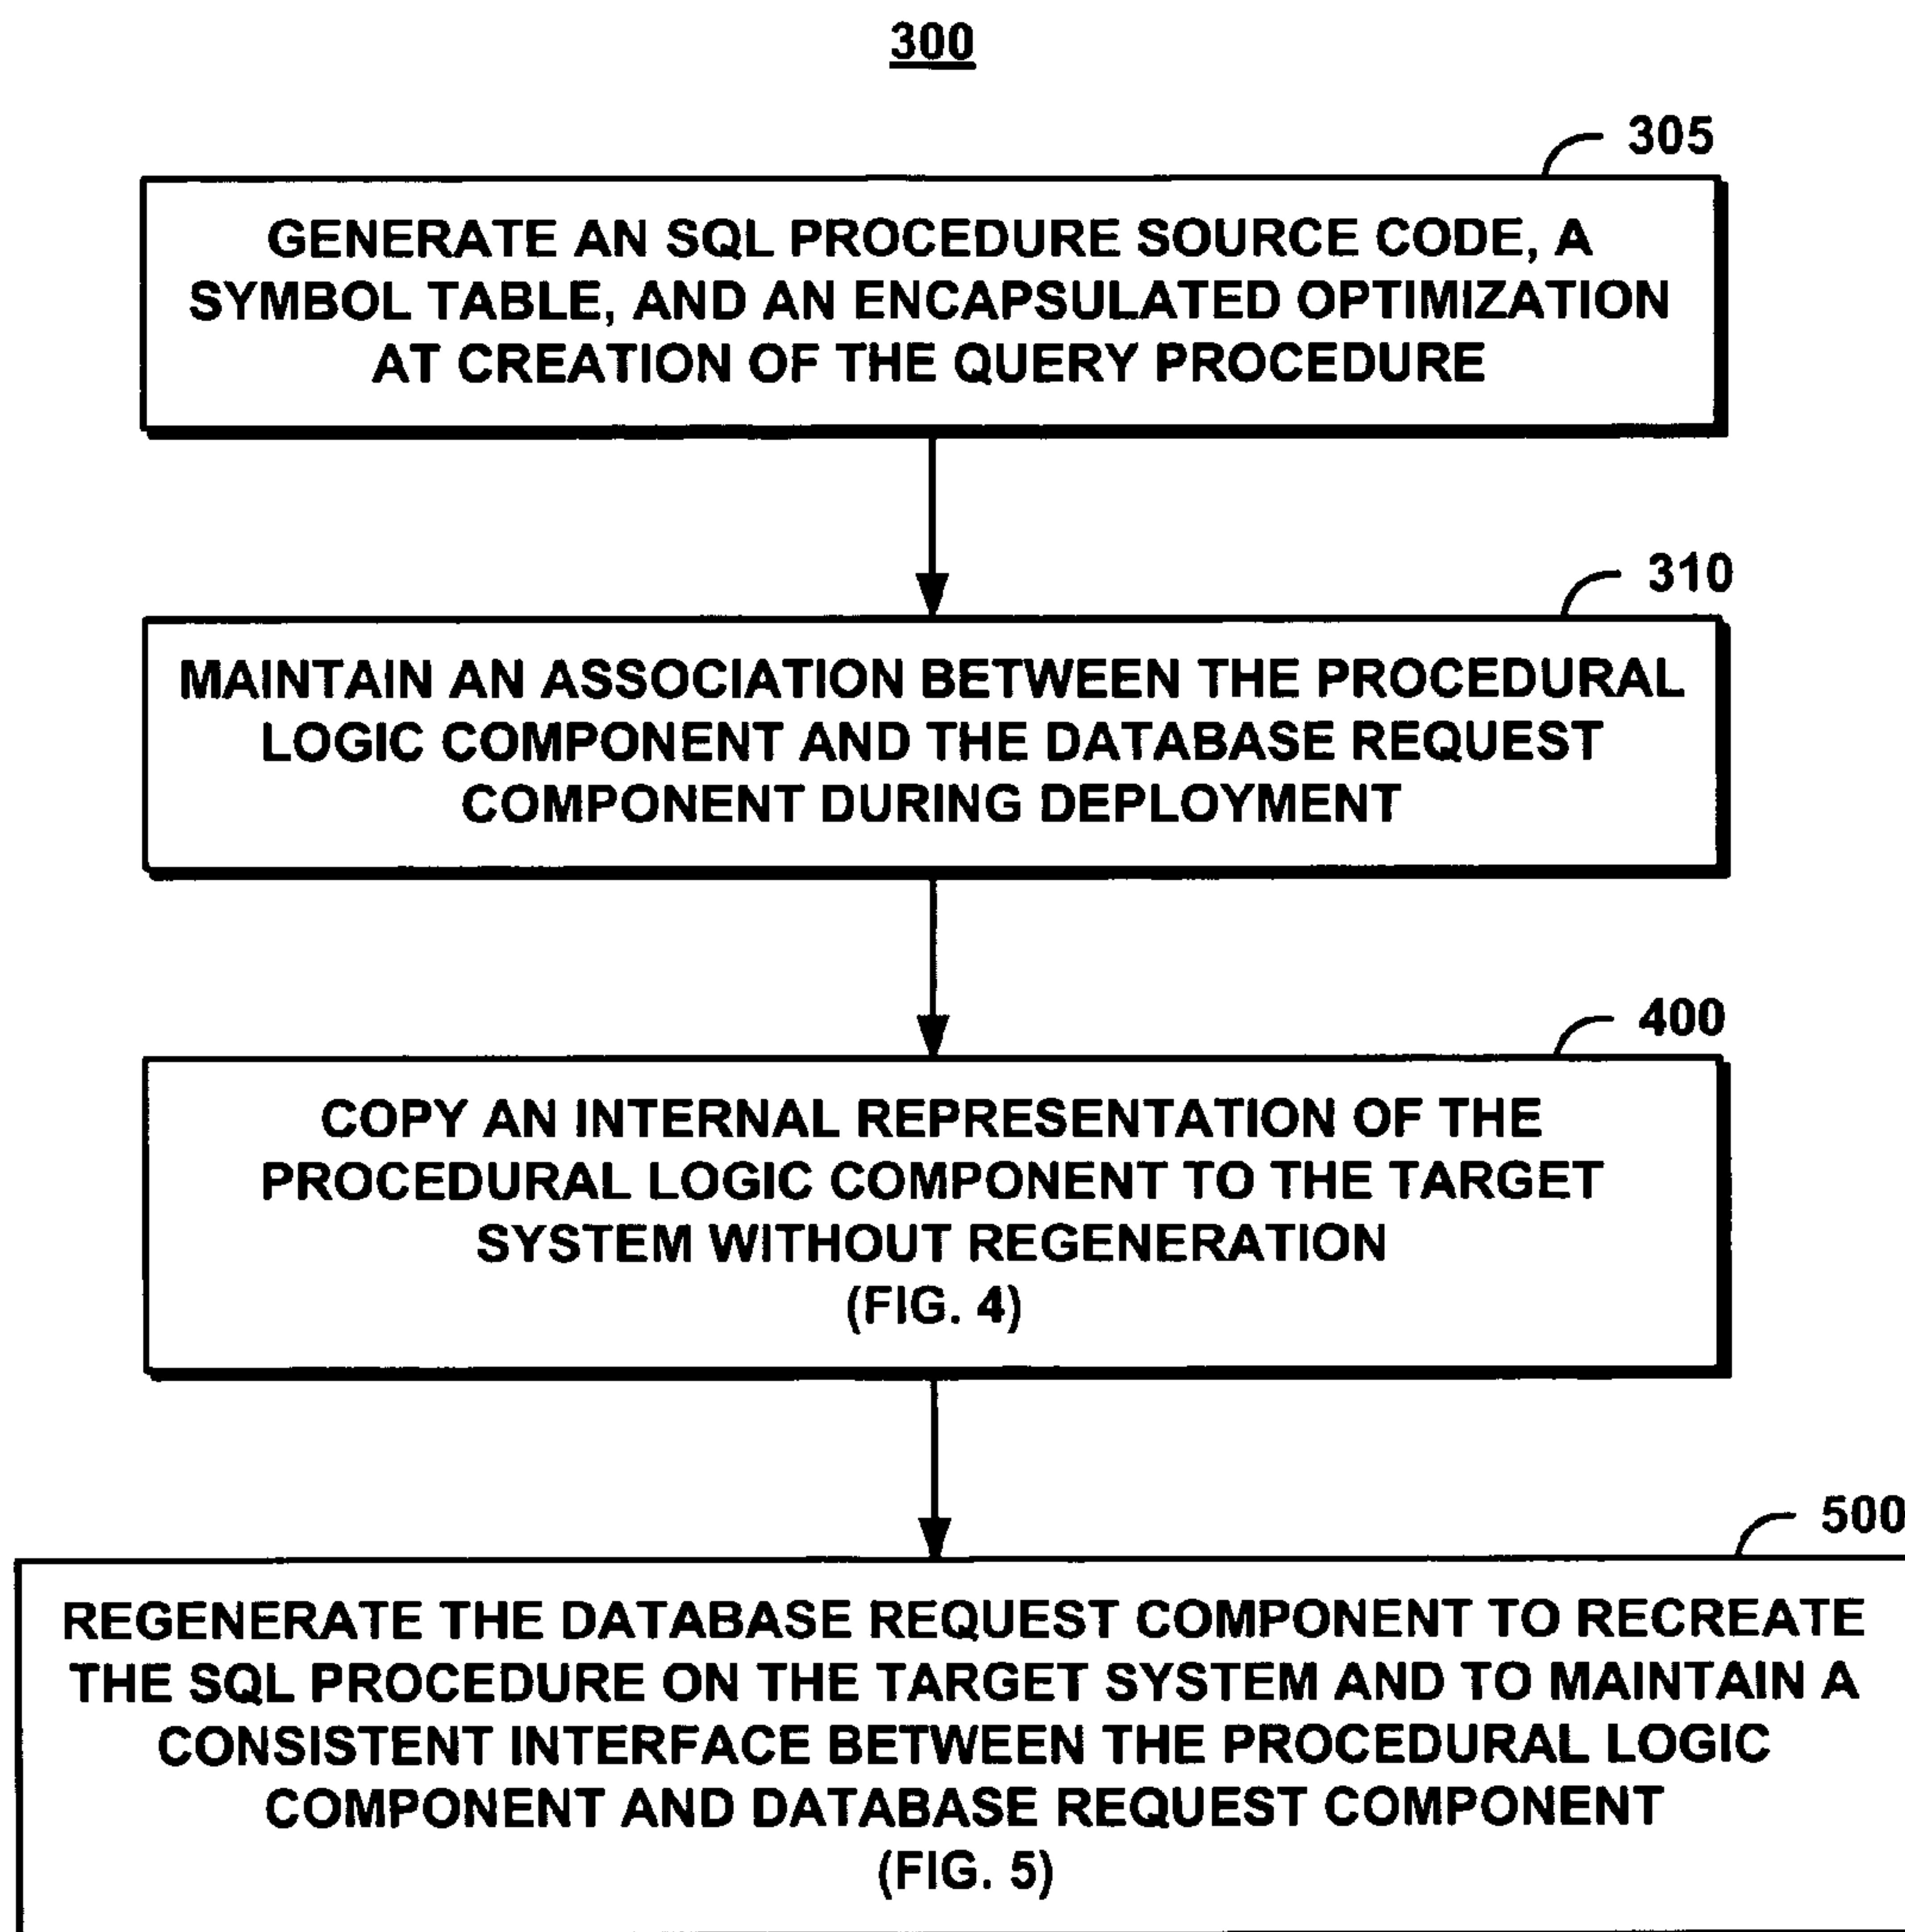 300
305
GENERATE AN SQL PROCEDURE SOURCE CODE, A
SYMBOL TABLE, AND AN ENCAPSULATED OPTIMIZATION
AT CREATION OF THE QUERY PROCEDURE
310
MAINTAIN AN ASSOCIATION BETWEEN THE PROCEDURAL
LOGIC COMPONENT AND THE DATABASE REQUEST
COMPONENT DURING DEPLOYMENT
400
COPY AN INTERNAL REPRESENTATION OF THE
PROCEDURAL LOGIC COMPONENT TO THE TARGET
SYSTEM WITHOUT REGENERATION
(FIG. 4)
500
REGENERATE THE DATABASE REQUEST COMPONENT TO RECREATE
THE SQL PROCEDURE ON THE TARGET SYSTEM AND TO MAINTAIN A
CONSISTENT INTERFACE BETWEEN THE PROCEDURAL LOGIC
COMPONENT AND DATABASE REQUEST COMPONENT
(FIG. 5)